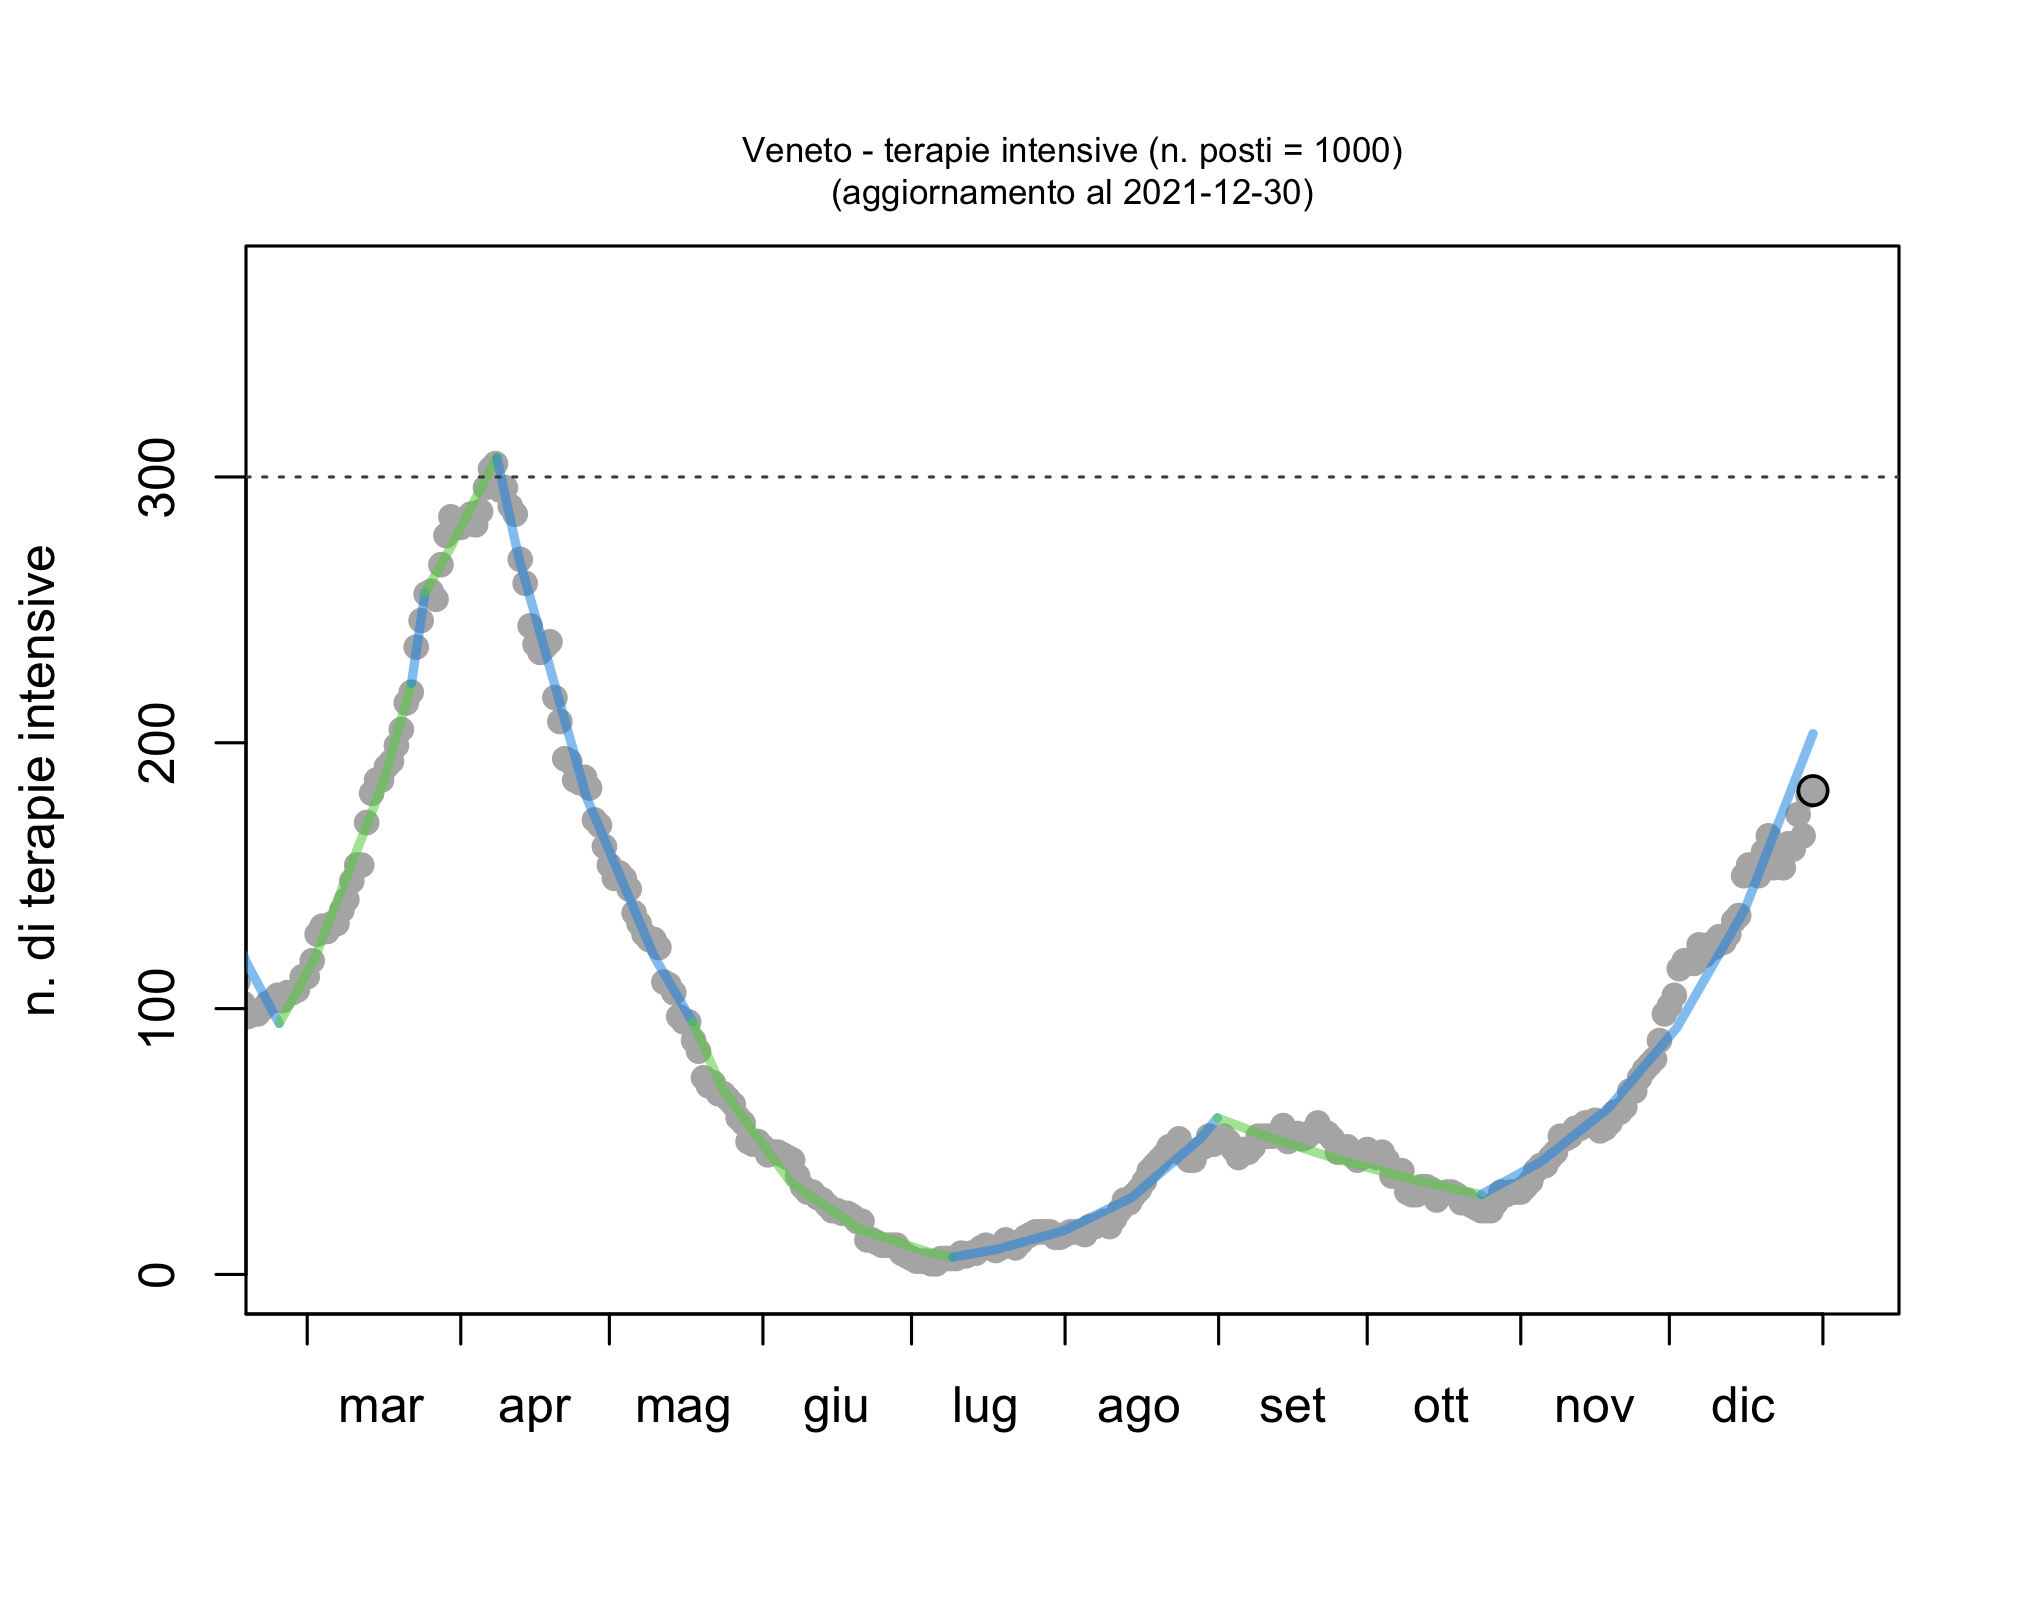 Veneto - terapie intensive (n. posti = 1000)
(aggiornamento al 2021-12-30)
n. di terapie intensive
300
200
100
0
mar apr mag giu lug ago set ott nov dic